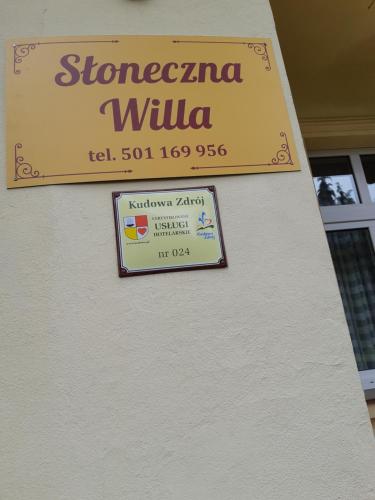 Słoneczna
Willa
tel. 501 169 956
Kudowa Zdrój
USŁUGI
HOTELARSKIE
nr 024